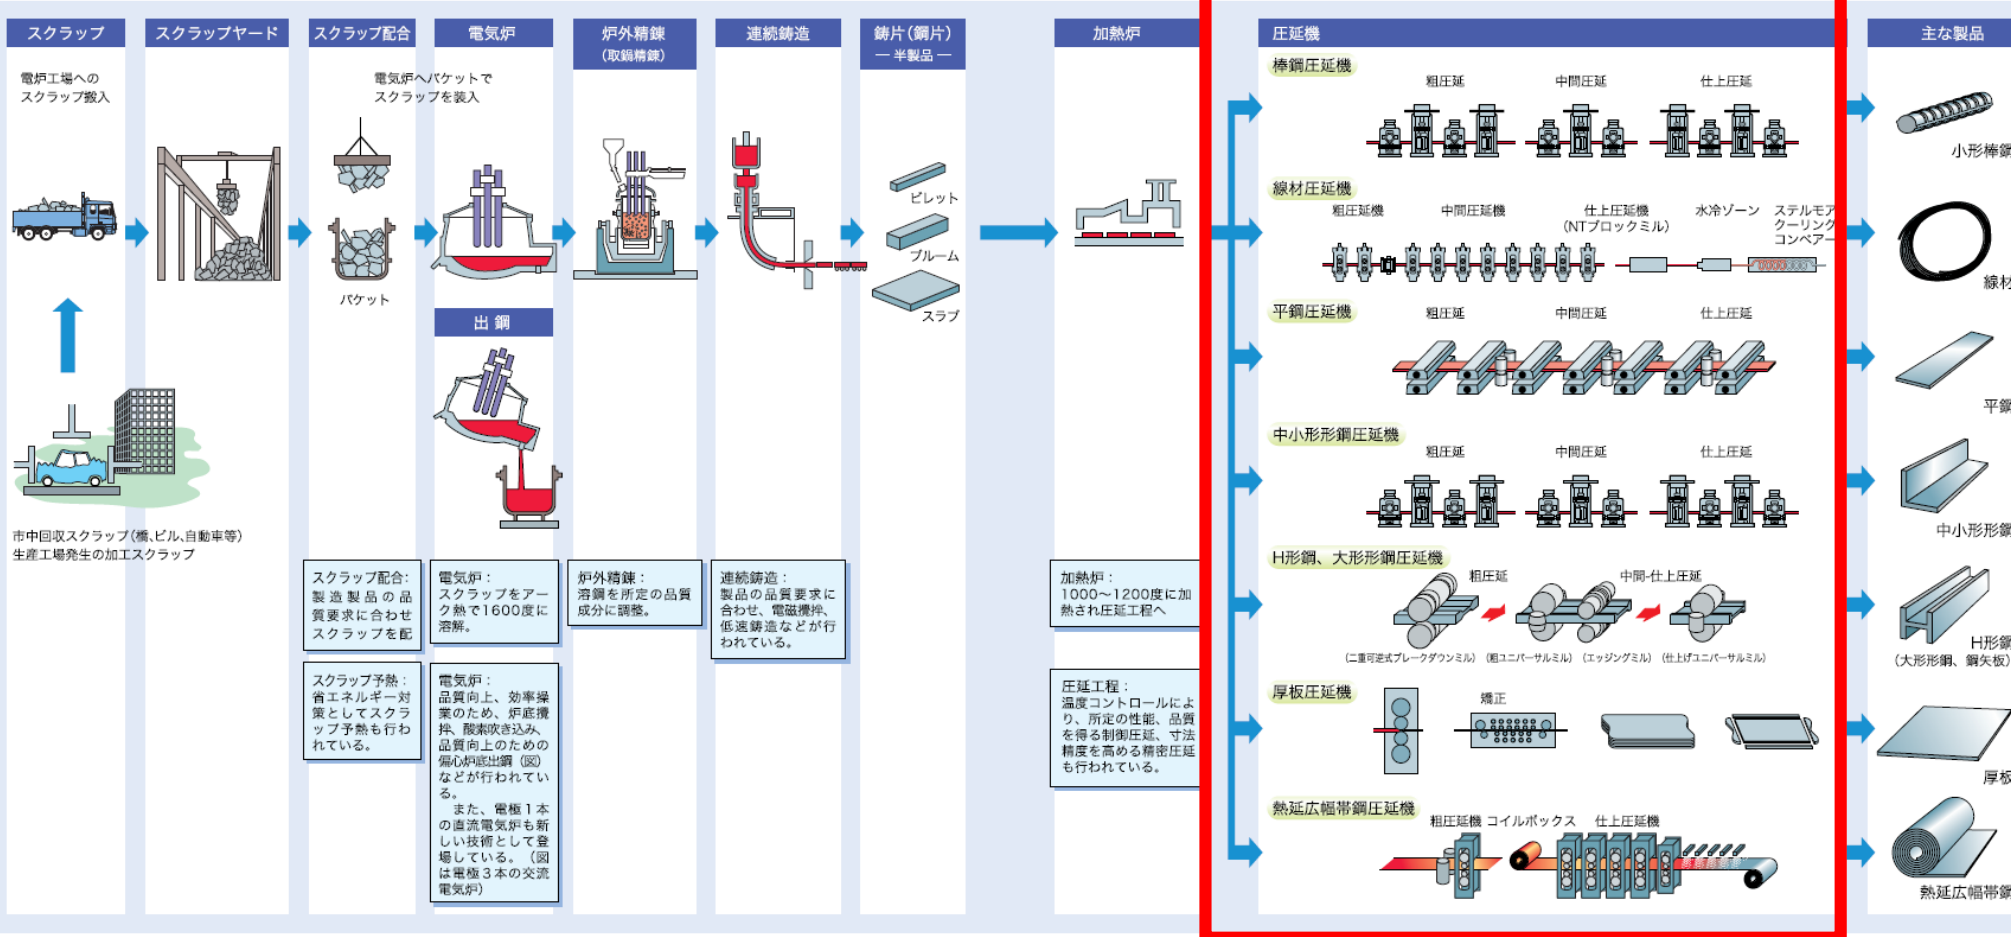 スクラップ
電炉工場への
スクラップ搬入
市中回収スクラップ(橋、ビル、自動車等)
生産工場発生の加工スクラップ
スクラップヤード
スクラップ配合
電気炉へバケットで
スクラップを装入
バケット
スクラップ配合：
製造製品の品
質要求に合わせ
スクラップを配
スクラップ予熱：
省エネルギー対
策としてスクラ
ップ予熱も行わ
れている。
電気炉
出鋼
電気炉：
スクラップをアー
ク熱で1600度に
溶解。
電気炉：
品質向上、効率操
業のため、炉底攪
拌、酸素吹き込み、
品質向上のための
偏心炉底出鋼（図）
などが行われてい
る。
また、電極１本
の直流電気炉も新
しい技術として登
場している。（図
は電極３本の交流
電気炉）
炉外精錬
(取鍋精錬)
炉外精錬：
溶鋼を所定の品質
成分に調整。
連続鋳造
連続鋳造：
製品の品質要求に
合わせ、電磁攪拌、
低速鋳造などが行
われている。
鋳片(鋼片)
― 半製品 ―
ビレット
ブルーム
スラブ
加熱炉
加熱炉：
1000～1200度に加
熱され圧延工程へ
圧延工程：
温度コントロールによ
り、所定の性能、品質
を得る制御圧延、寸法
精度を高める精密圧延
も行われている。
圧延機
棒鋼圧延機
粗圧延 中間圧延 仕上圧延
線材圧延機
粗圧延機 中間圧延機 仕上圧延機 水冷ゾーン ステルモア
(NTブロックミル) クーリング
コンベアー
平鋼圧延機
粗圧延 中間圧延 仕上圧延
中小形形鋼圧延機
粗圧延 中間圧延 仕上圧延
H形鋼、大形形鋼圧延機
粗圧延 中間-仕上圧延
(二重可逆式ブレークダウンミル) (粗ユニバーサルミル) (エッジングミル) (仕上げユニバーサルミル)
厚板圧延機
矯正
熱延広幅帯鋼圧延機
粗圧延機 コイルボックス 仕上圧延機
主な製品
小形棒鋼
線材
平鋼
中小形形鋼
H形鋼
(大形形鋼、鋼矢板)
厚板
熱延広幅帯鋼